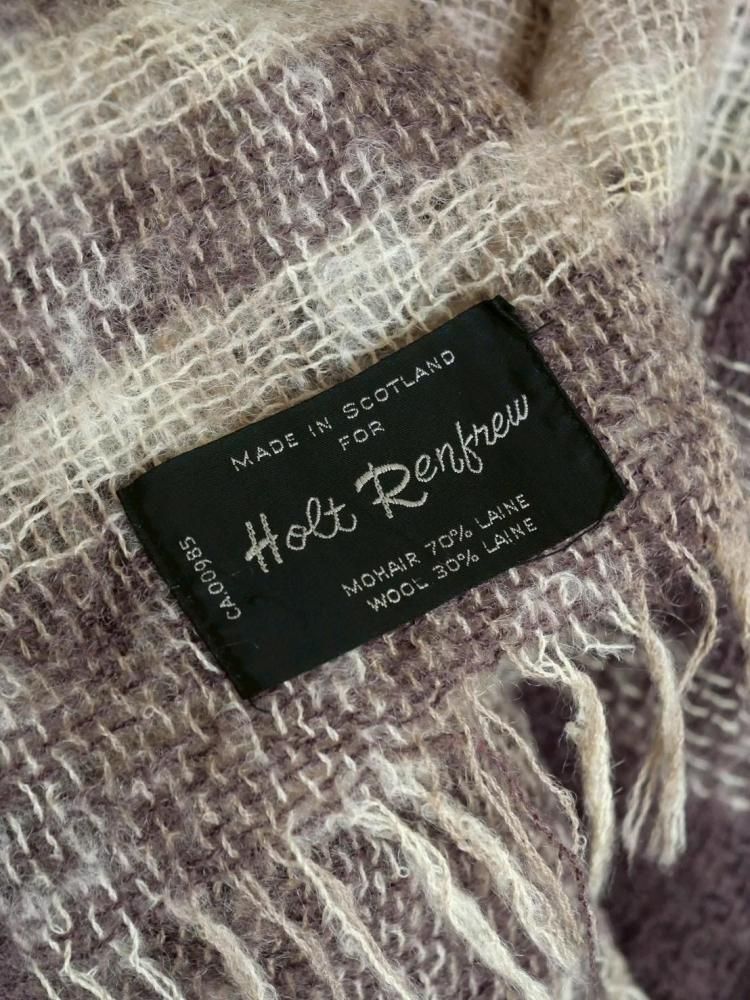 MADE IN SCOTLAND
FOR
Holt Renfrew
MOHAIR 70% LAINE
WOOL 30% LAINE
CA00985